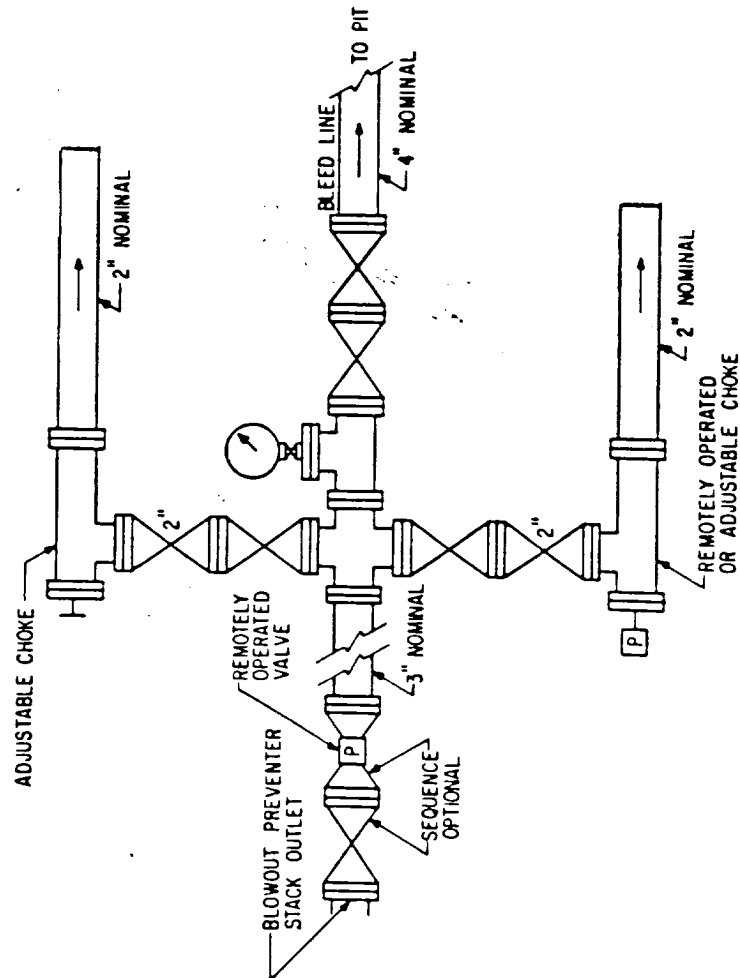 ADJUSTABLE CHOKE
2" NOMINAL
2"
BLEED LINE
TO PIT
4" NOMINAL
BLOWOUT PREVENTER
STACK OUTLET
REMOTELY
OPERATED
VALVE
P
3" NOMINAL
SEQUENCE
OPTIONAL
2"
P
2" NOMINAL
REMOTELY OPERATED
OR ADJUSTABLE CHOKE